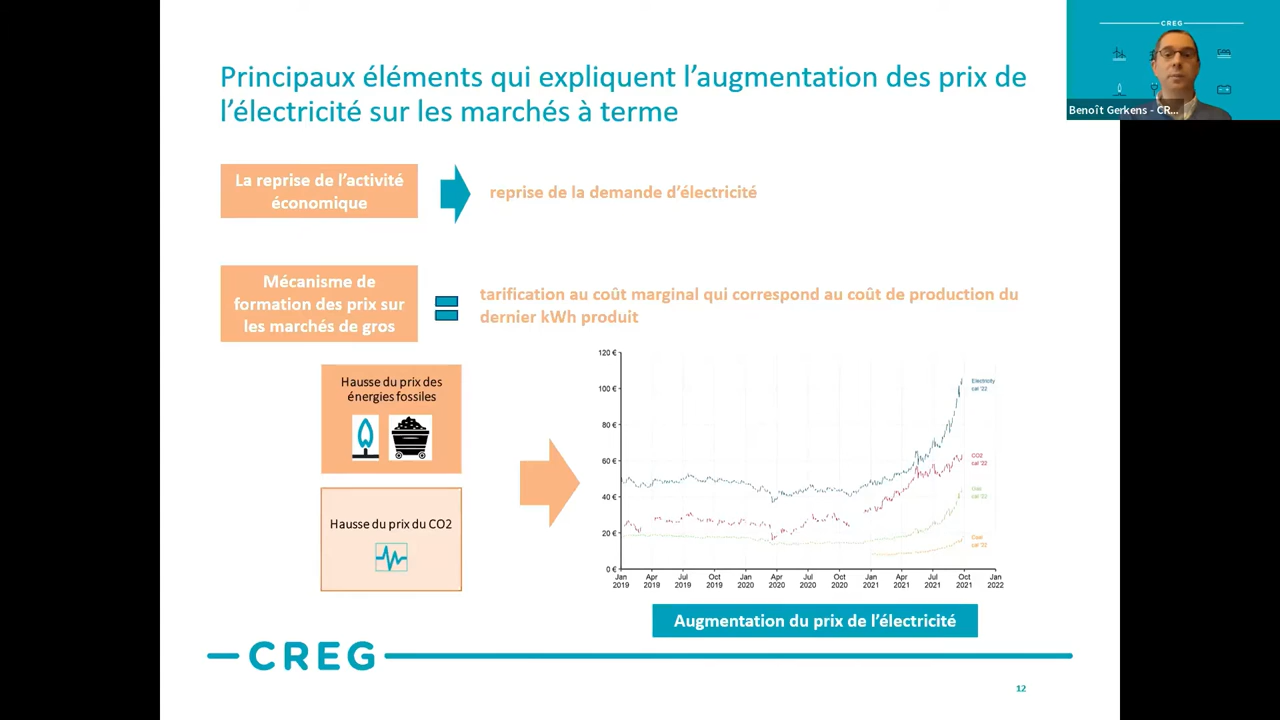 CREG
Benoît Gerkens - CR...
Principaux éléments qui expliquent l'augmentation des prix de
l'électricité sur les marchés à terme
La reprise de l'activité
économique
reprise de la demande d'électricité
Mécanisme de
formation des prix sur
les marchés de gros
tarification au coût marginal qui correspond au coût de production du
dernier kWh produit
Hausse du prix des
énergies fossiles
Hausse du prix du CO2
120 €
100 €
80 €
60 €
40 €
20 €
0 €
Jan Apr Jul Oct Jan Apr Jul Oct Jan Apr Jul Oct Jan
2019 2019 2019 2019 2020 2020 2020 2020 2021 2021 2021 2021 2022
Electricity
cal '22
CO2
cal '22
cal '22
Coal
cal '22
Augmentation du prix de l'électricité
CREG
12